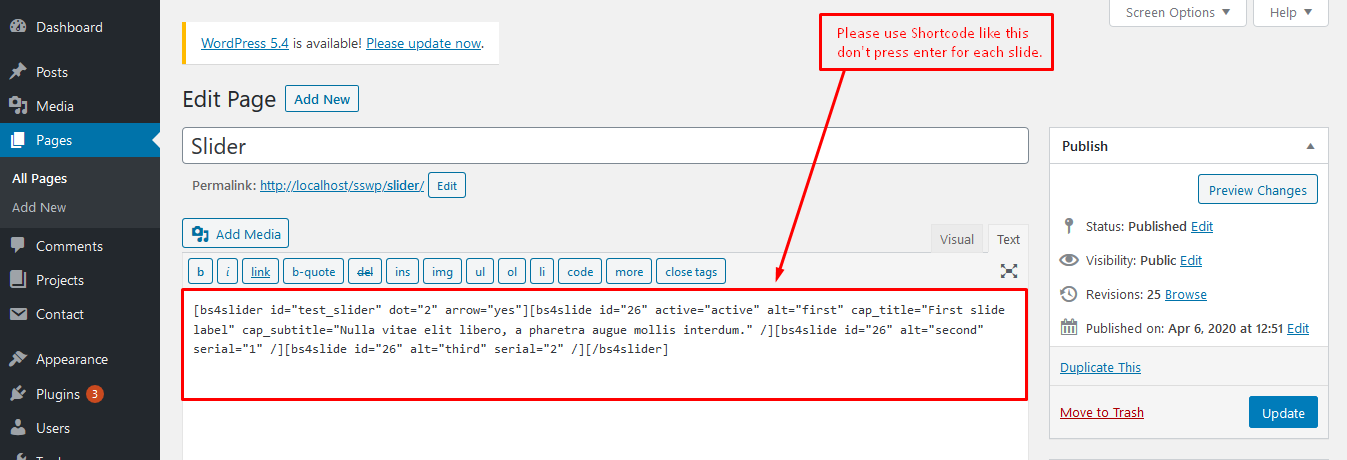 Dashboard
Posts
Media
Pages
All Pages
Add New
Comments
Projects
Contact
Appearance
Plugins 3
Users
Screen Options ▼
Help ▼
WordPress 5.4 is available! Please update now.
Please use Shortcode like this
don't press enter for each slide.
Edit Page Add New
Slider
Permalink: http://localhost/sswp/slider/ Edit
Add Media
Visual Text
b i link b-quote del ins img ul ol li code more close tags
[bs4slider id="test_slider" dot="2" arrow="yes"][bs4slide id="26" active="active" alt="first" cap_title="First slide
label" cap_subtitle="Nulla vitae elit libero, a pharetra augue mollis interdum." /][bs4slide id="26" alt="second"
serial="1" /][bs4slide id="26" alt="third" serial="2" /][/bs4slider]
Publish ▲
Preview Changes
Status: Published Edit
Visibility: Public Edit
Revisions: 25 Browse
Published on: Apr 6, 2020 at 12:51 Edit
Duplicate This
Move to Trash Update